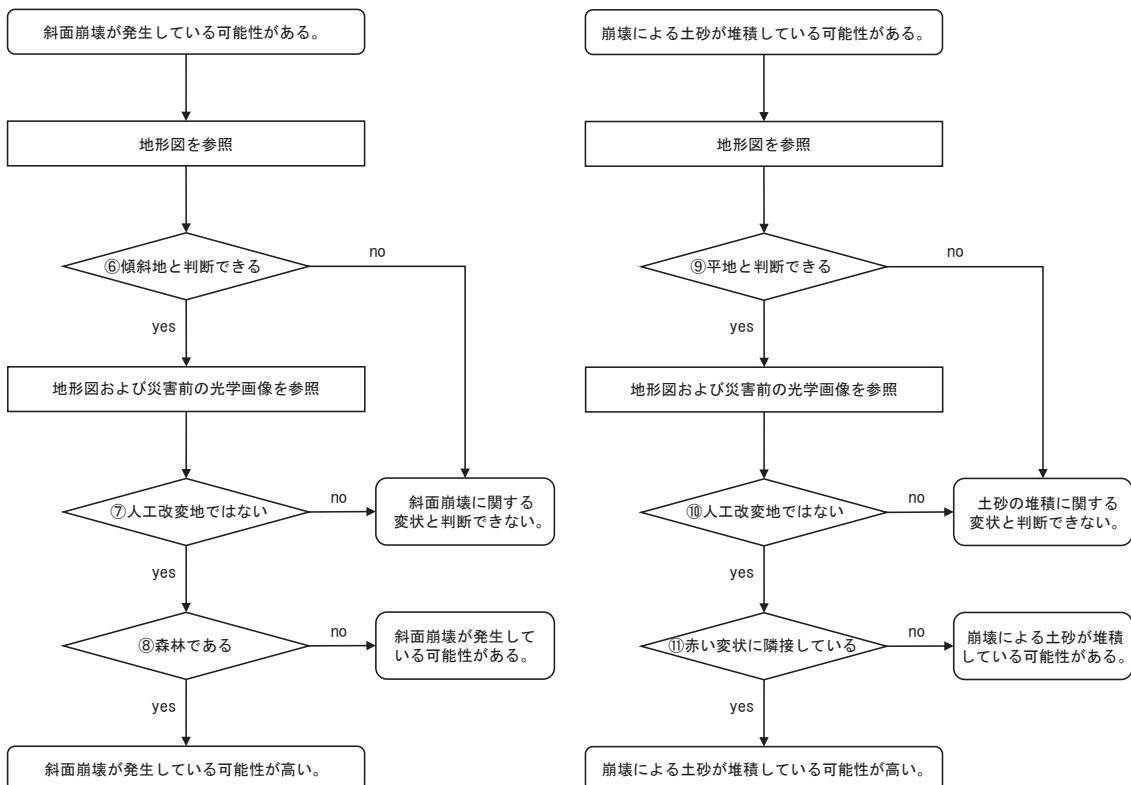 斜面崩壊が発生している可能性がある。
地形図を参照
⑥傾斜地と判断できる
no
yes
地形図および災害前の光学画像を参照
⑦人工改変地ではない
no
斜面崩壊に関する
変状と判断できない。
yes
⑧森林である
no
斜面崩壊が発生して
いる可能性がある。
yes
斜面崩壊が発生している可能性が高い。
崩壊による土砂が堆積している可能性がある。
地形図を参照
⑨平地と判断できる
no
yes
地形図および災害前の光学画像を参照
⑩人工改変地ではない
no
土砂の堆積に関する
変状と判断できない。
yes
⑪赤い変状に隣接している
no
崩壊による土砂が堆積
している可能性がある。
yes
崩壊による土砂が堆積している可能性が高い。